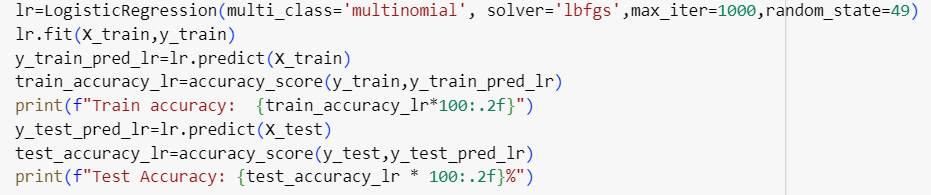 lr=LogisticRegression(multi_class='multinomial', solver='lbfgs',max_iter=1000,random_state=49)
lr.fit(X_train,y_train)
y_train_pred_lr=lr.predict(X_train)
train_accuracy_lr=accuracy_score(y_train,y_train_pred_lr)
print(f"Train accuracy:  {train_accuracy_lr*100:.2f}")
y_test_pred_lr=lr.predict(X_test)
test_accuracy_lr=accuracy_score(y_test,y_test_pred_lr)
print(f"Test Accuracy: {test_accuracy_lr * 100:.2f}%")